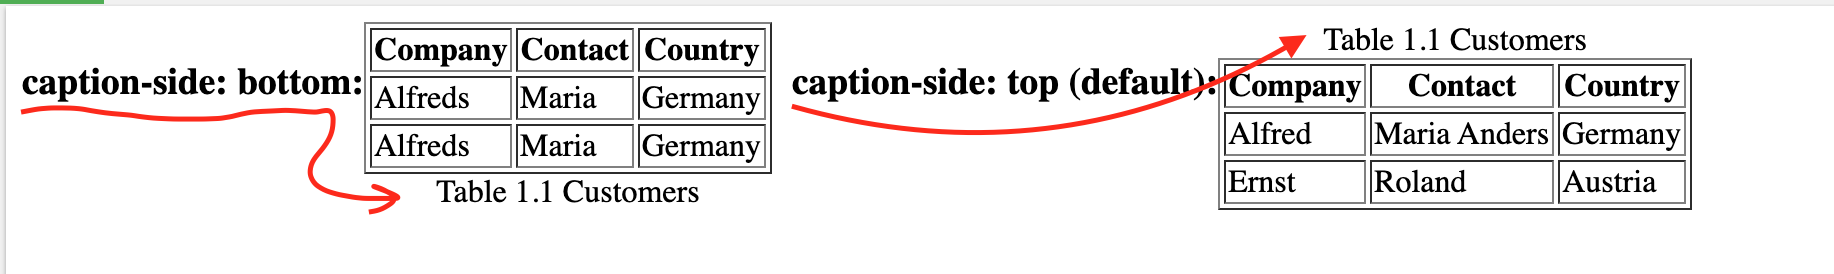 caption-side: bottom:
Company Contact Country
Alfreds Maria Germany
Alfreds Maria Germany
Table 1.1 Customers
caption-side: top (default):
Table 1.1 Customers
Company Contact Country
Alfred Maria Anders Germany
Ernst Roland Austria